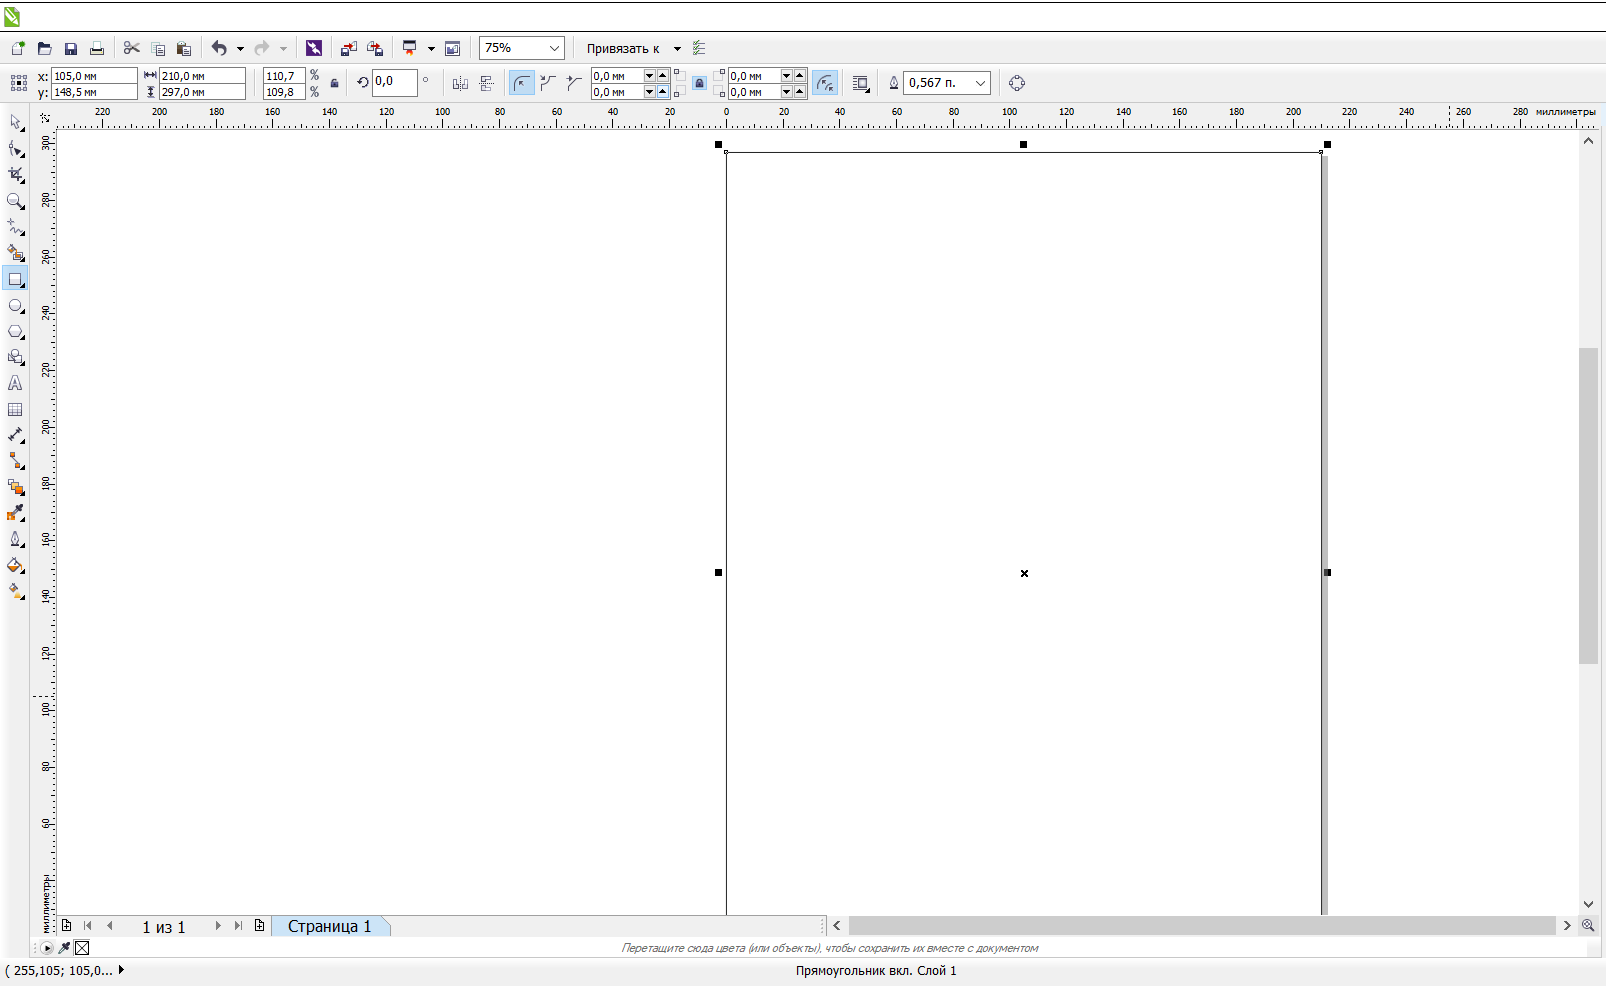 75%
Привязать к
x: 105,0 мм 210,0 мм 110,7 % 0,0 ° 0,0 мм 0,0 мм 0,567 п.
y: 148,5 мм 297,0 мм 109,8 % 0,0 мм 0,0 мм
220 200 180 160 140 120 100 80 60 40 20 0 20 40 60 80 100 120 140 160 180 200 220 240 260 280 миллиметры
300
280
260
240
220
200
180
160
140
120
100
80
60
миллиметры
1 из 1
Страница 1
Перетащите сюда цвета (или объекты), чтобы сохранить их вместе с документом
( 255,105; 105,0...
Прямоугольник вкл. Слой 1